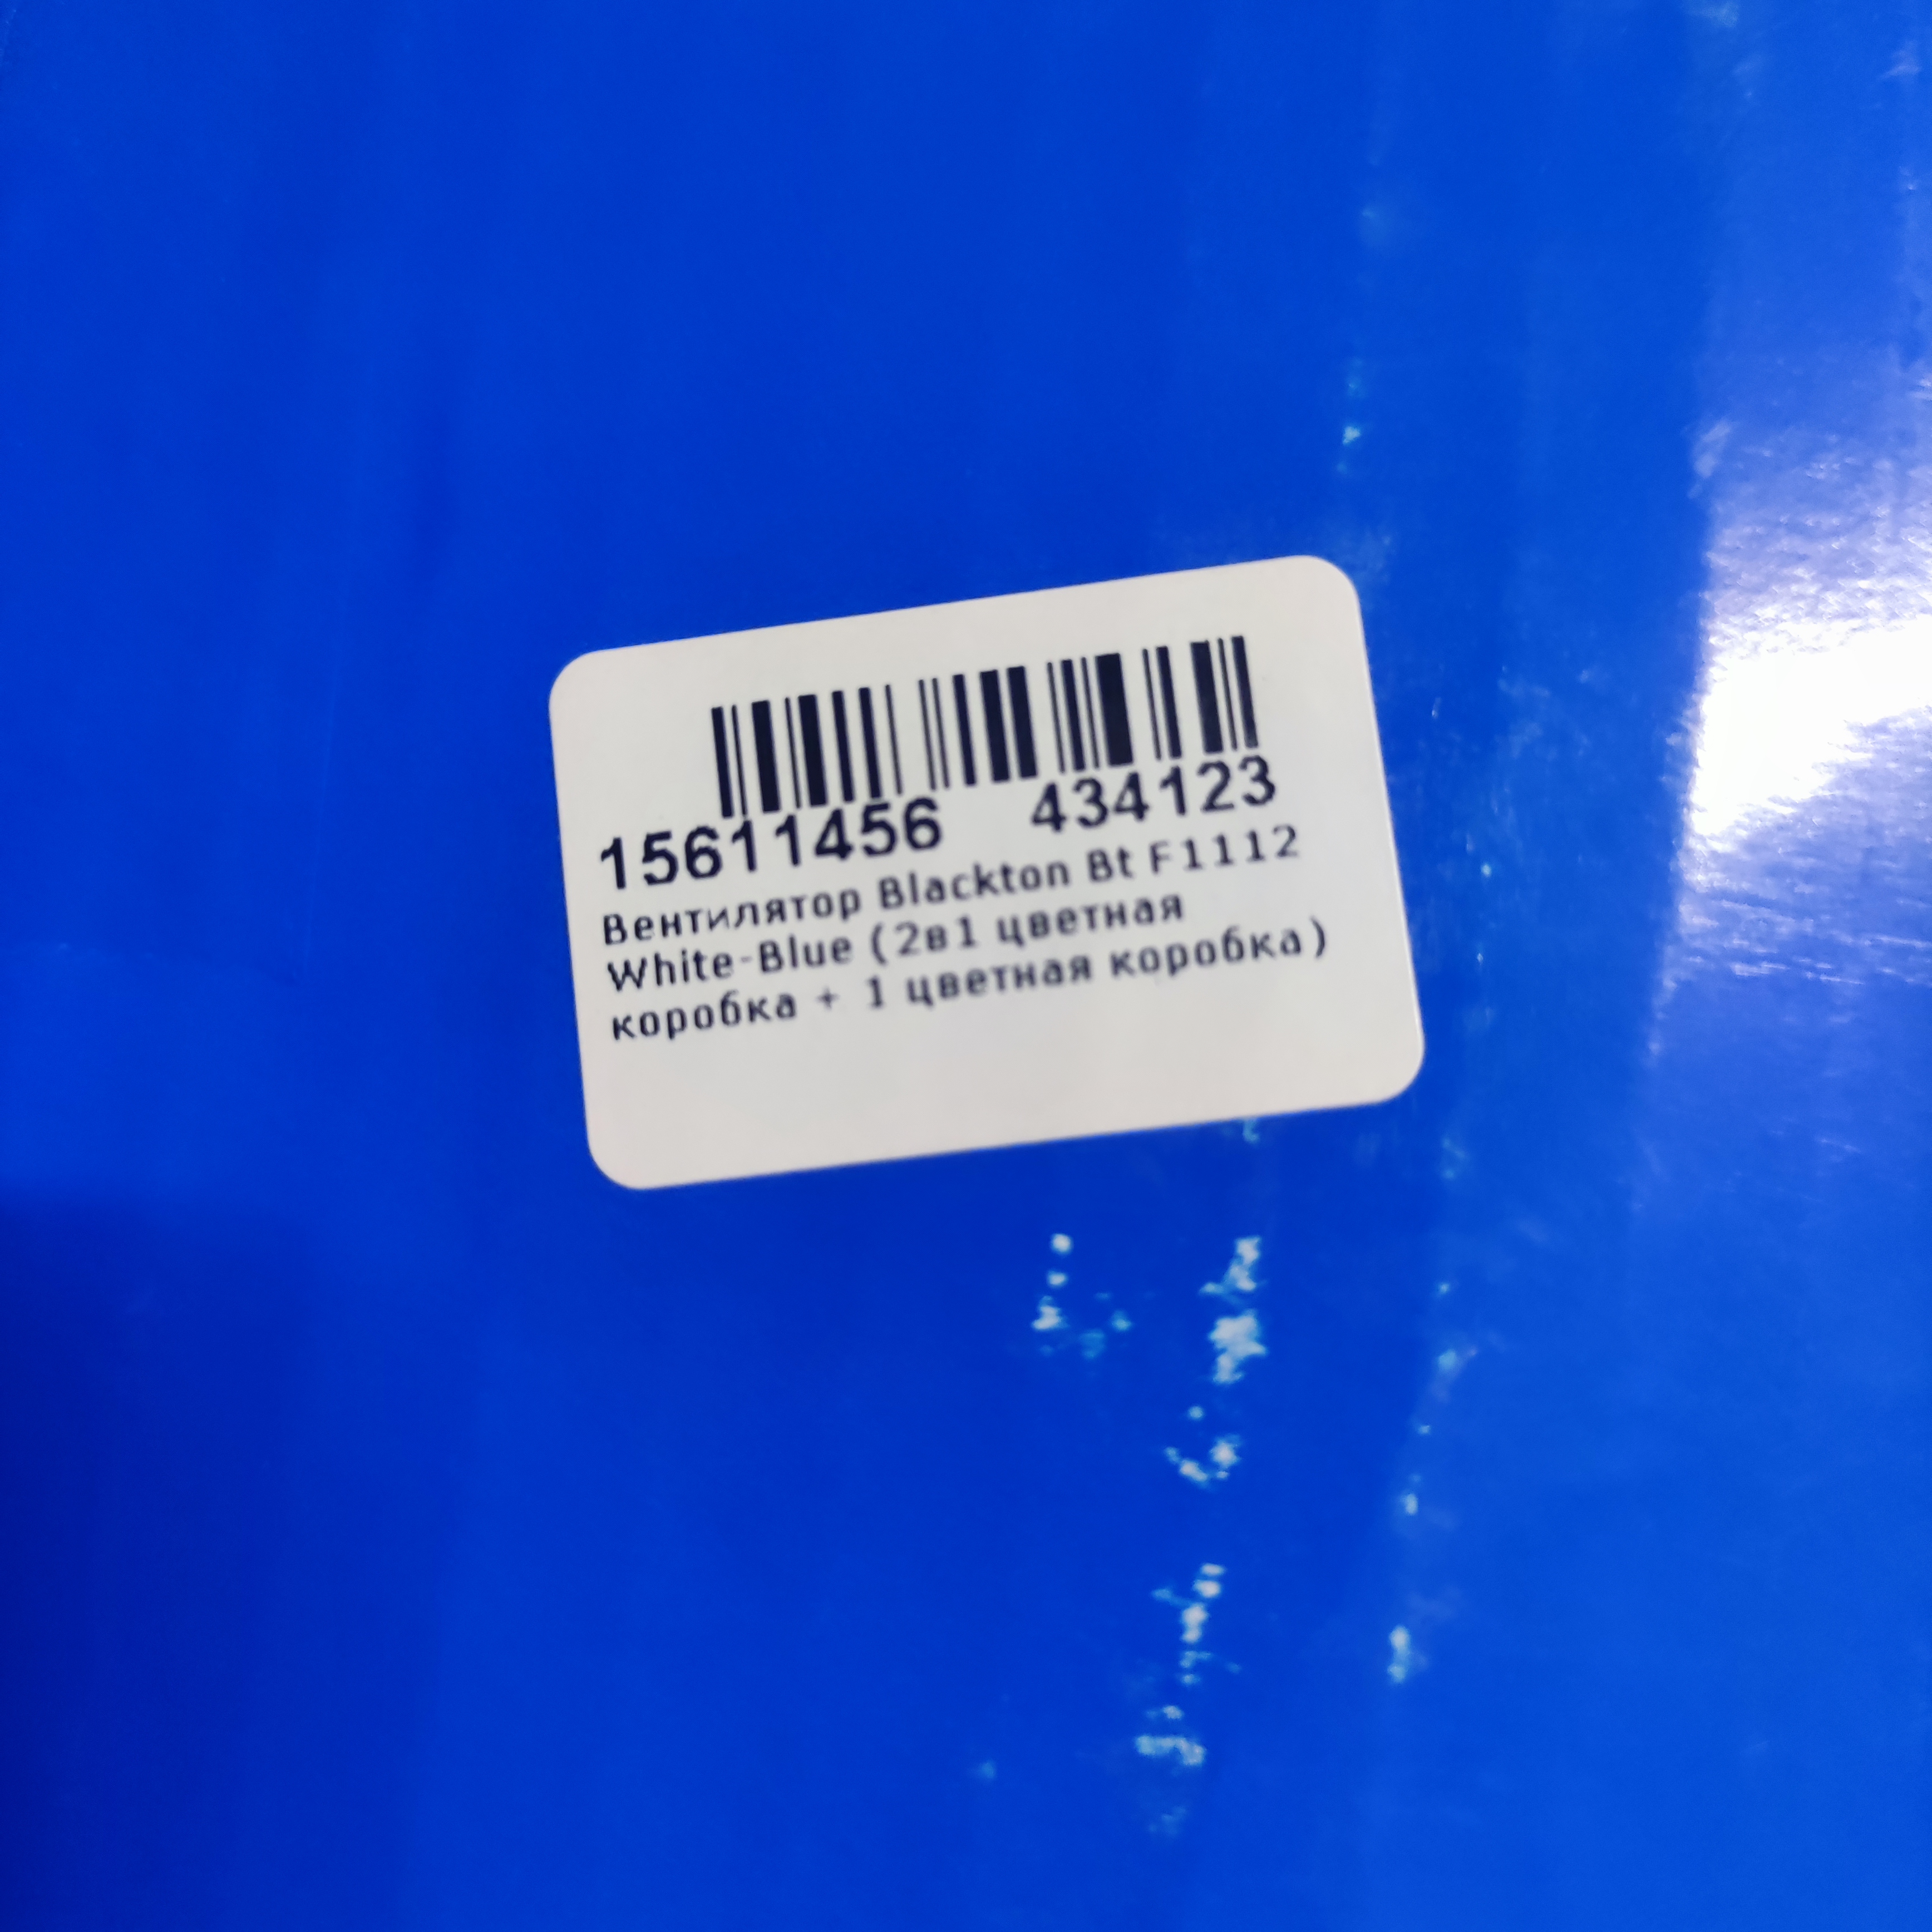 15611456 434123
Вентилятор Blackton Bt F1112
White-Blue (2в1 цветная
коробка + 1 цветная коробка)